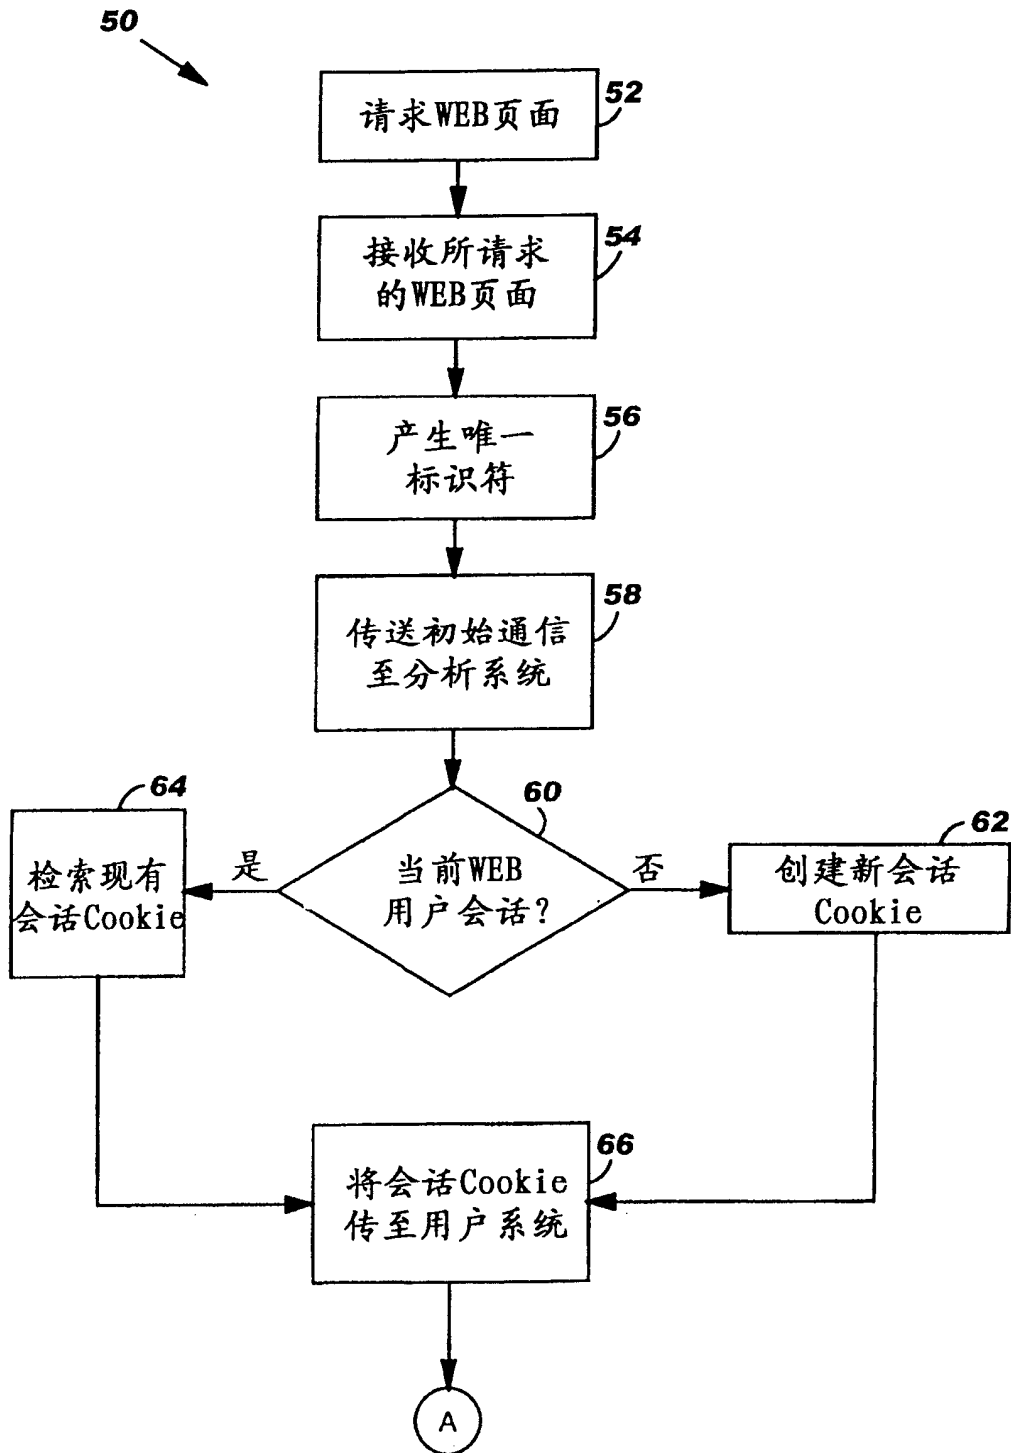 50
52
请求WEB页面
54
接收所请求
的WEB页面
56
产生唯一
标识符
58
传送初始通信
至分析系统
64
检索现有
会话Cookie
是
60
当前WEB
用户会话?
否
62
创建新会话
Cookie
66
将会话Cookie
传至用户系统
A